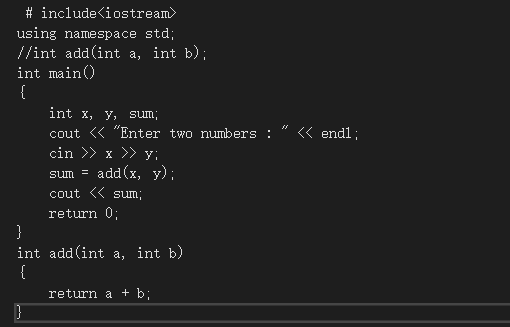 # include<iostream>
using namespace std;
//int add(int a, int b);
int main()
{
int x, y, sum;
cout << "Enter two numbers : " << endl;
cin >> x >> y;
sum = add(x, y);
cout << sum;
return 0;
}
int add(int a, int b)
{
return a + b;
}